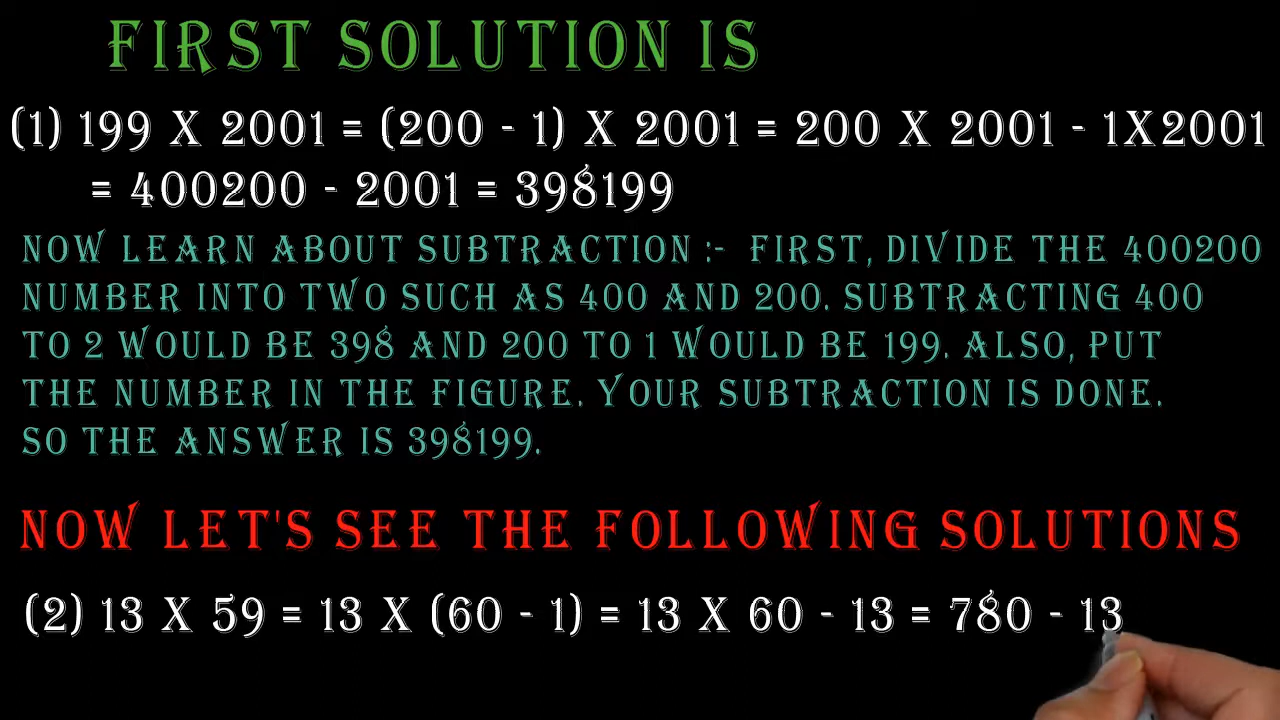 FIRST SOLUTION IS
(1) 199 X 2001 = (200 - 1) X 2001 = 200 X 2001 - 1X2001
= 400200 - 2001 = 398199
NOW LEARN ABOUT SUBTRACTION :- FIRST, DIVIDE THE 400200
NUMBER INTO TWO SUCH AS 400 AND 200. SUBTRACTING 400
TO 2 WOULD BE 398 AND 200 TO 1 WOULD BE 199. ALSO, PUT
THE NUMBER IN THE FIGURE. YOUR SUBTRACTION IS DONE.
SO THE ANSWER IS 398199.
NOW LET'S SEE THE FOLLOWING SOLUTIONS
(2) 13 X 59 = 13 X (60 - 1) = 13 X 60 - 13 = 780 - 13